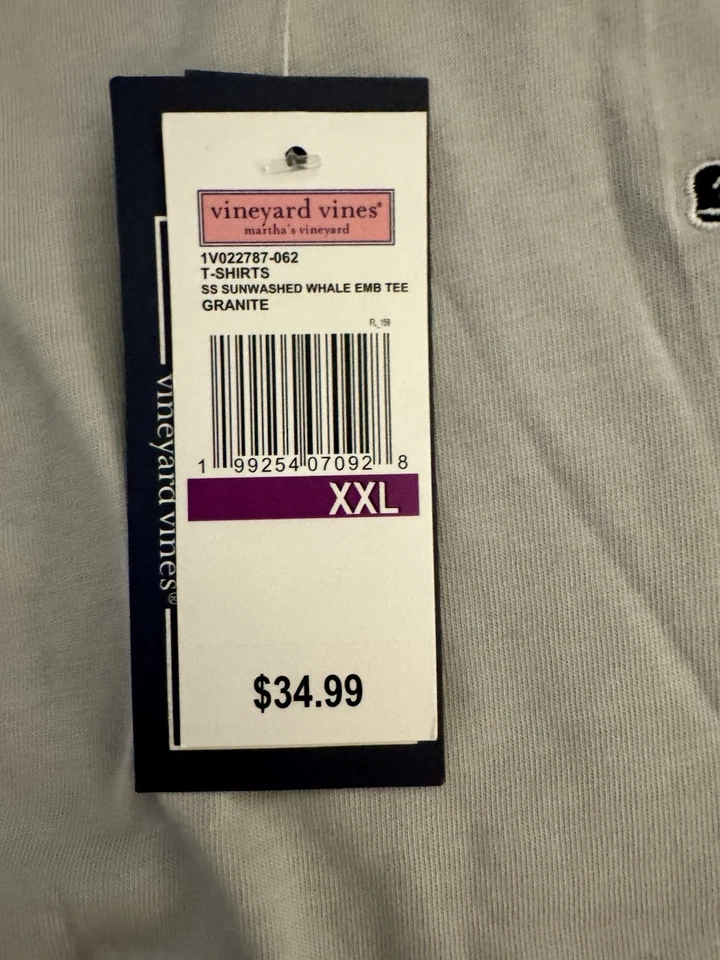 vineyard vines®
martha's vineyard
1V022787-062
T-SHIRTS
SS SUNWASHED WHALE EMB TEE
GRANITE
FL_159
1 99254 07092 8
XXL
$34.99
vineyard vines®